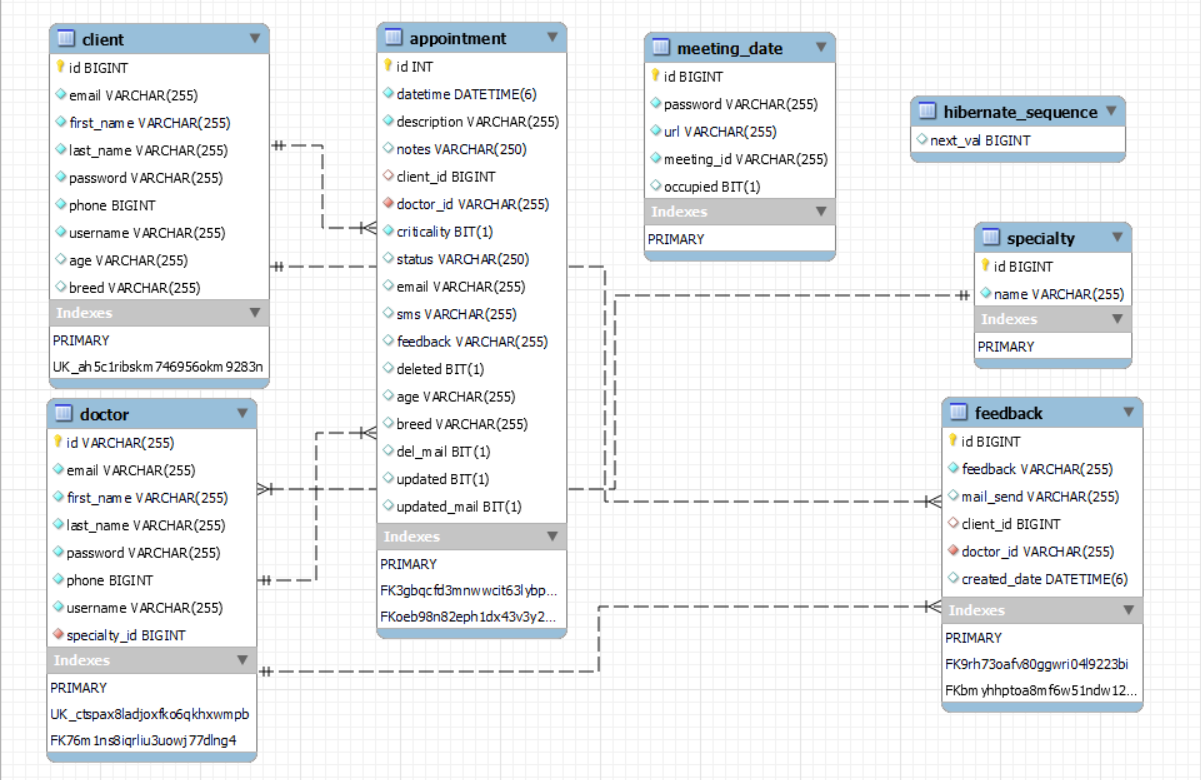 client
id BIGINT
email VARCHAR(255)
first_name VARCHAR(255)
last_name VARCHAR(255)
password VARCHAR(255)
phone BIGINT
username VARCHAR(255)
age VARCHAR(255)
breed VARCHAR(255)
Indexes
PRIMARY
UK_ah5c1ribskm746956okm9283n
doctor
id VARCHAR(255)
email VARCHAR(255)
first_name VARCHAR(255)
last_name VARCHAR(255)
password VARCHAR(255)
phone BIGINT
username VARCHAR(255)
specialty_id BIGINT
Indexes
PRIMARY
UK_ctspax8ladjoxfko6qkhxwmpb
FK76m1ns8iqrliu3uowj77dlng4
appointment
id INT
datetime DATETIME(6)
description VARCHAR(255)
notes VARCHAR(250)
client_id BIGINT
doctor_id VARCHAR(255)
criticality BIT(1)
status VARCHAR(250)
email VARCHAR(255)
sms VARCHAR(255)
feedback VARCHAR(255)
deleted BIT(1)
age VARCHAR(255)
breed VARCHAR(255)
del_mail BIT(1)
updated BIT(1)
updated_mail BIT(1)
Indexes
PRIMARY
FK3gbqcfd3mnwwcit63lybp...
FKoeb98n82eph1dx43v3y2...
meeting_date
id BIGINT
password VARCHAR(255)
url VARCHAR(255)
meeting_id VARCHAR(255)
occupied BIT(1)
Indexes
PRIMARY
hibernate_sequence
next_val BIGINT
specialty
id BIGINT
name VARCHAR(255)
Indexes
PRIMARY
feedback
id BIGINT
feedback VARCHAR(255)
mail_send VARCHAR(255)
client_id BIGINT
doctor_id VARCHAR(255)
created_date DATETIME(6)
Indexes
PRIMARY
FK9rh73oafv80ggwri04l9223bi
FKbmyhhptoa8mf6w51ndw12...